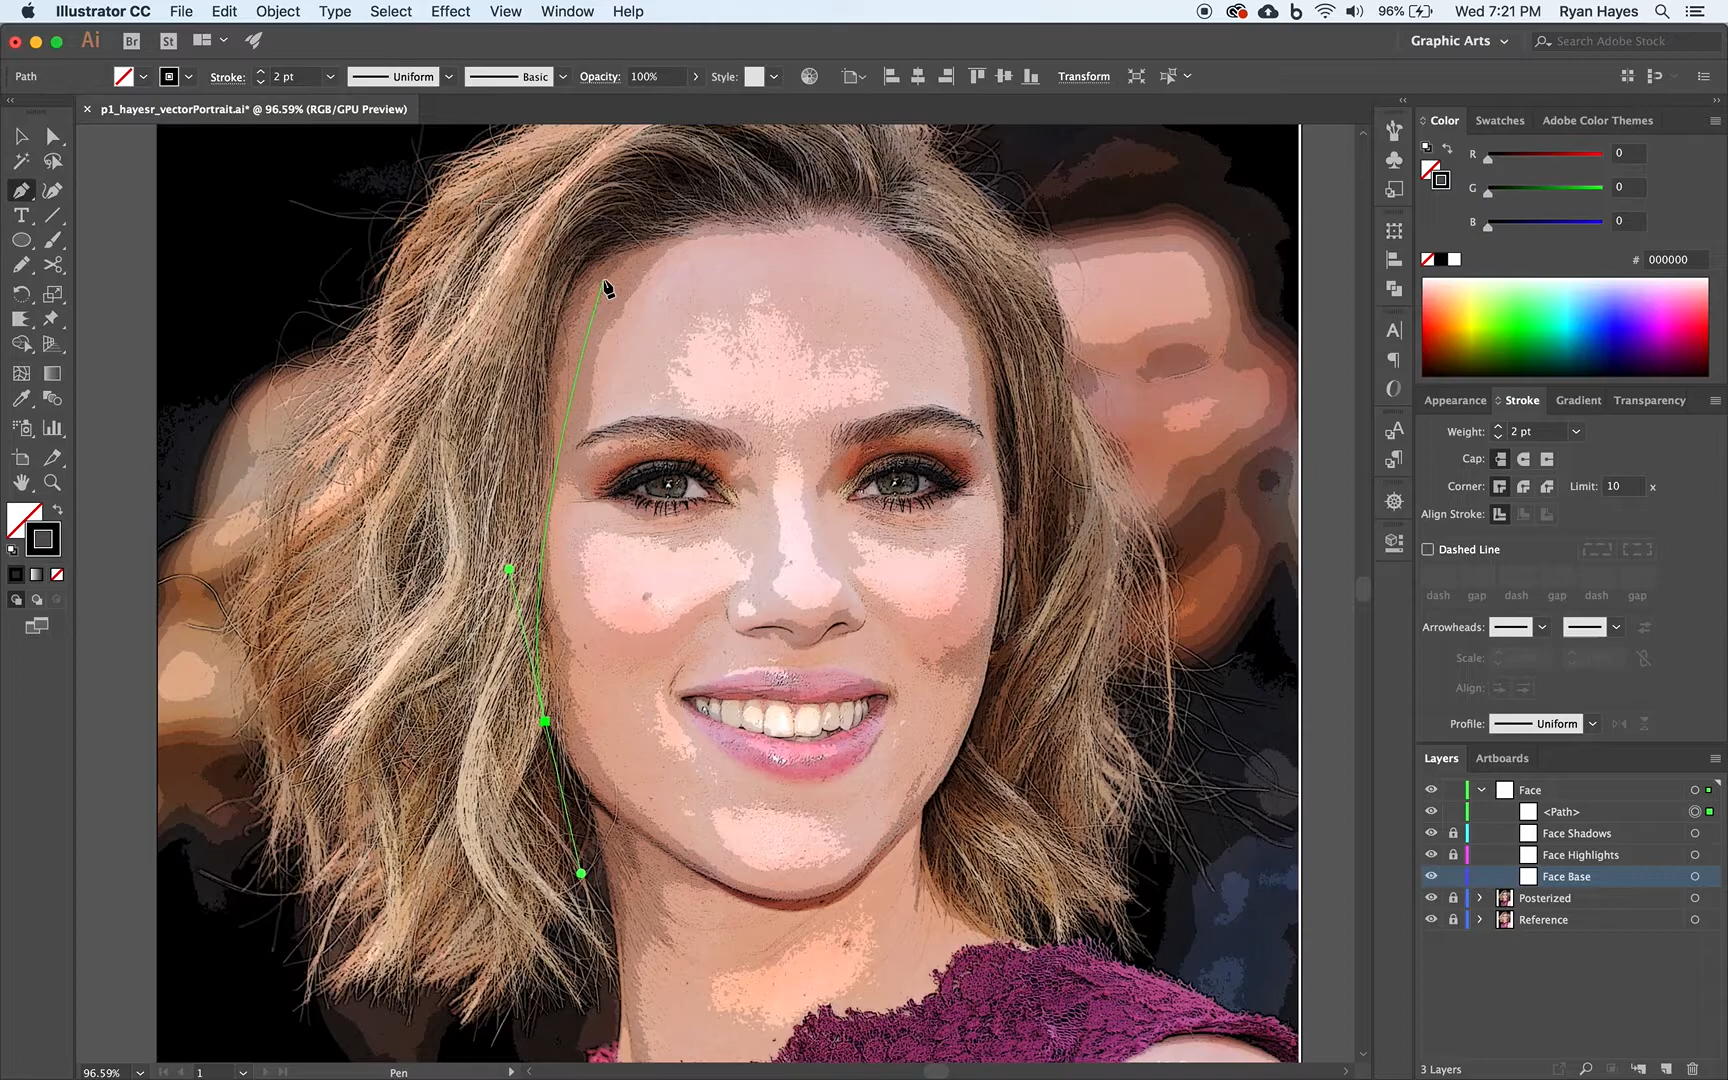 Illustrator CC File Edit Object Type Select Effect View Window Help 96% Wed 7:21 PM Ryan Hayes
Ai Br St Graphic Arts Search Adobe Stock
Path Stroke: 2 pt Uniform Basic Opacity: 100% Style: Transform
p1_hayesr_vectorPortrait.ai* @ 96.59% (RGB/GPU Preview)
Color Swatches Adobe Color Themes
R 0
G 0
B 0
# 000000
Appearance Stroke Gradient Transparency
Weight: 2 pt
Cap:
Corner: Limit: 10 x
Align Stroke:
Dashed Line
dash gap dash gap dash gap
Arrowheads:
Scale:
Align:
Profile: Uniform
Layers Artboards
Face
<Path>
Face Shadows
Face Highlights
Face Base
Posterized
Reference
3 Layers
96.59% 1 Pen